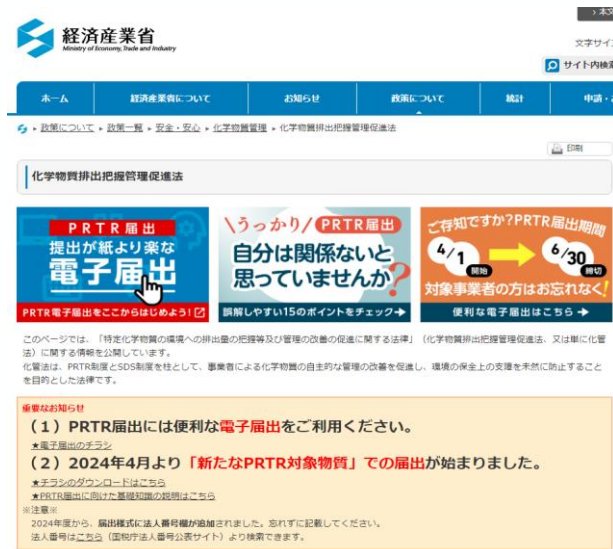 › 本文
経済産業省
Ministry of Economy, Trade and Industry
文字サイ
サイト内検索
ホーム 経済産業省について お知らせ 政策について 統計 申請・
政策について ▸ 政策一覧 ▸ 安全・安心 ▸ 化学物質管理 ▸ 化学物質排出把握管理促進法
印刷
化学物質排出把握管理促進法
PRTR届出
提出が紙より楽な
電子届出
PRTR電子届出をここからはじめよう!
うっかり PRTR届出
自分は関係ないと
思っていませんか?
誤解しやすい15のポイントをチェック➔
ご存知ですか?PRTR届出期間
4/1 開始 6/30 締切
対象事業者の方はお忘れなく!
便利な電子届出はこちら ➔
このページでは、「特定化学物質の環境への排出量の把握等及び管理の改善の促進に関する法律」(化学物質排出把握管理促進法、又は単に化管
法)に関する情報を公開しています。
化管法は、PRTR制度とSDS制度を柱として、事業者による化学物質の自主的な管理の改善を促進し、環境の保全上の支障を未然に防止すること
を目的とした法律です。
重要なお知らせ
(1)PRTR届出には便利な電子届出をご利用ください。
★電子届出のチラシ
(2)2024年4月より「新たなPRTR対象物質」での届出が始まりました。
★チラシのダウンロードはこちら
★PRTR届出に向けた基礎知識の説明はこちら
※注意※
2024年度から、届出様式に法人番号欄が追加されました。忘れずに記載してください。
法人番号はこちら(国税庁法人番号公表サイト)より検索できます。